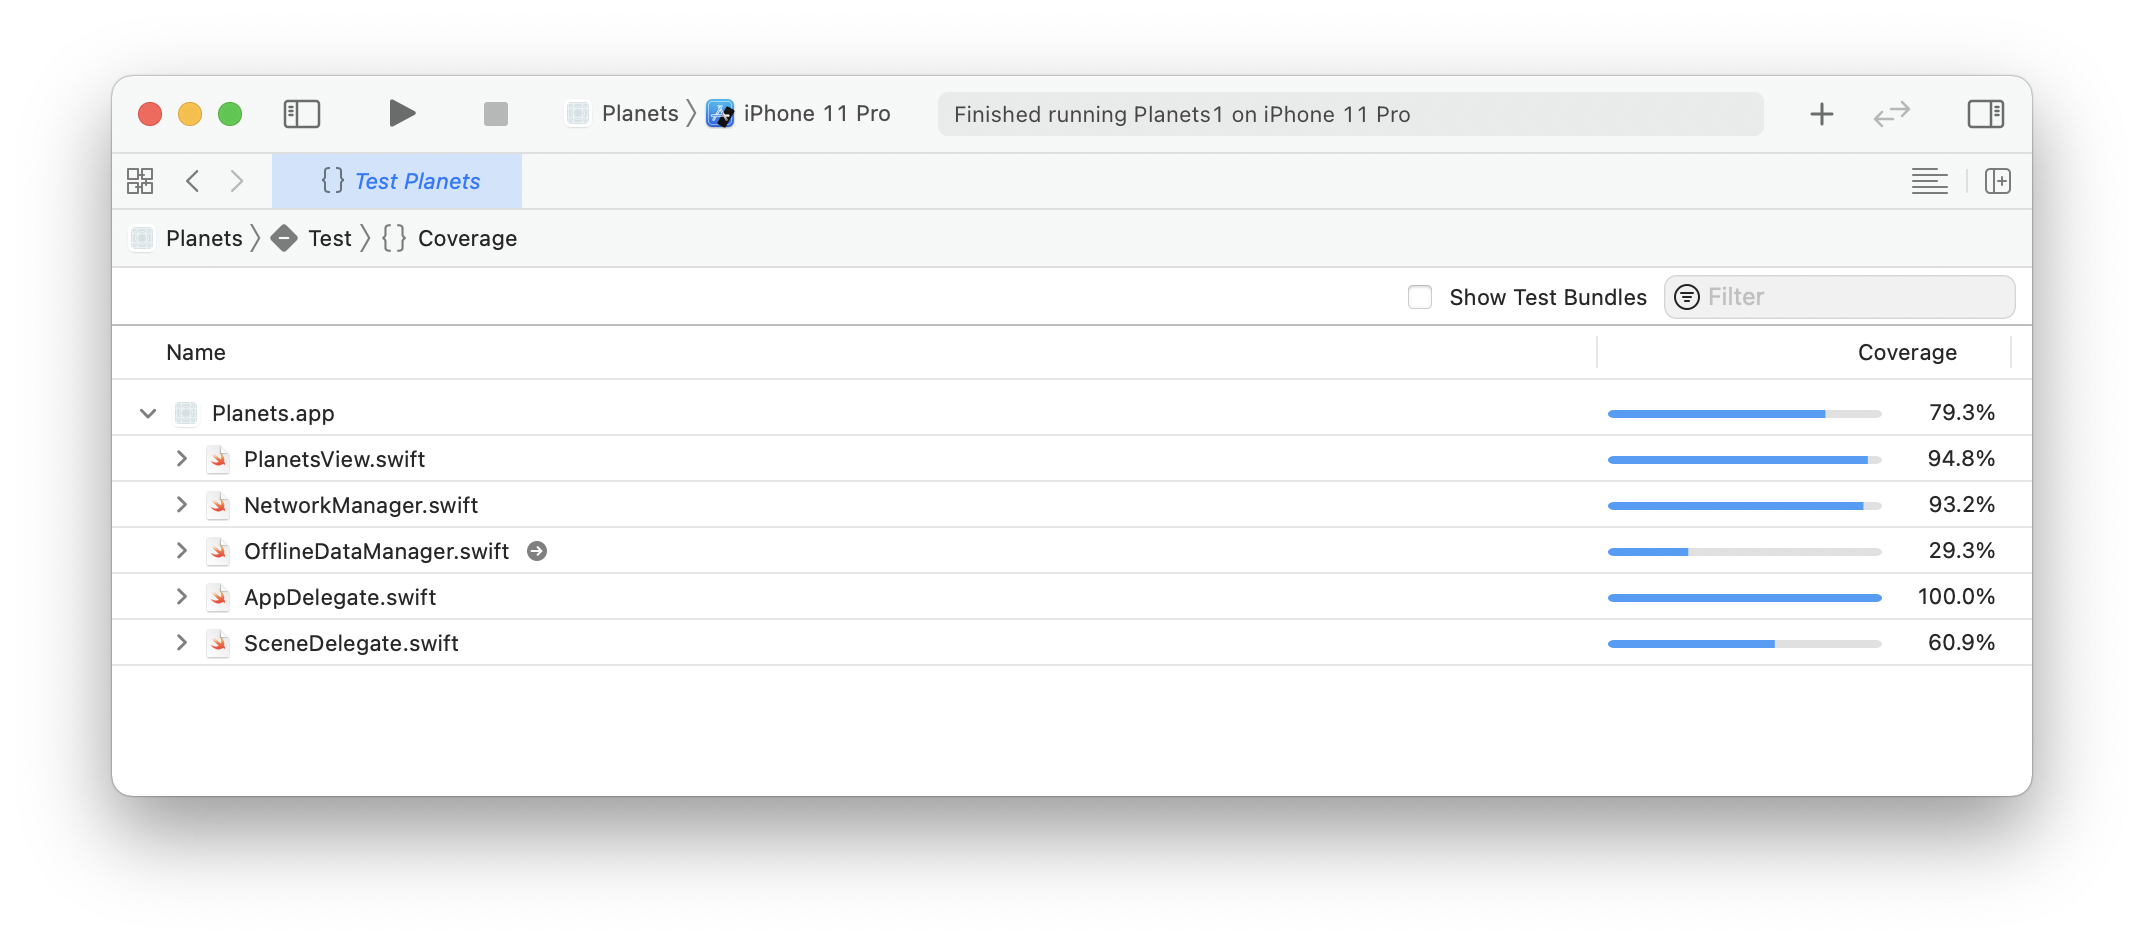 Planets 〉 iPhone 11 Pro
Finished running Planets1 on iPhone 11 Pro
{} Test Planets
Planets 〉 Test 〉 {} Coverage
Show Test Bundles
Filter
Name Coverage
Planets.app 79.3%
PlanetsView.swift 94.8%
NetworkManager.swift 93.2%
OfflineDataManager.swift 29.3%
AppDelegate.swift 100.0%
SceneDelegate.swift 60.9%